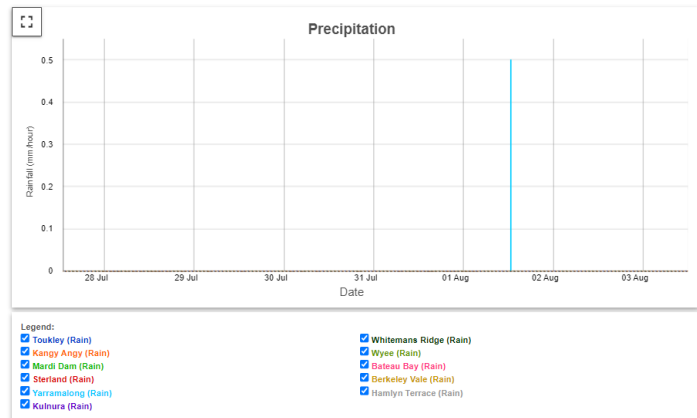 Precipitation
Rainfall (mm/hour)
0.5
0.4
0.3
0.2
0.1
0
28 Jul 29 Jul 30 Jul 31 Jul 01 Aug 02 Aug 03 Aug
Date
Legend:
Toukley (Rain)
Kangy Angy (Rain)
Mardi Dam (Rain)
Sterland (Rain)
Yarramalong (Rain)
Kulnura (Rain)
Whitemans Ridge (Rain)
Wyee (Rain)
Bateau Bay (Rain)
Berkeley Vale (Rain)
Hamlyn Terrace (Rain)